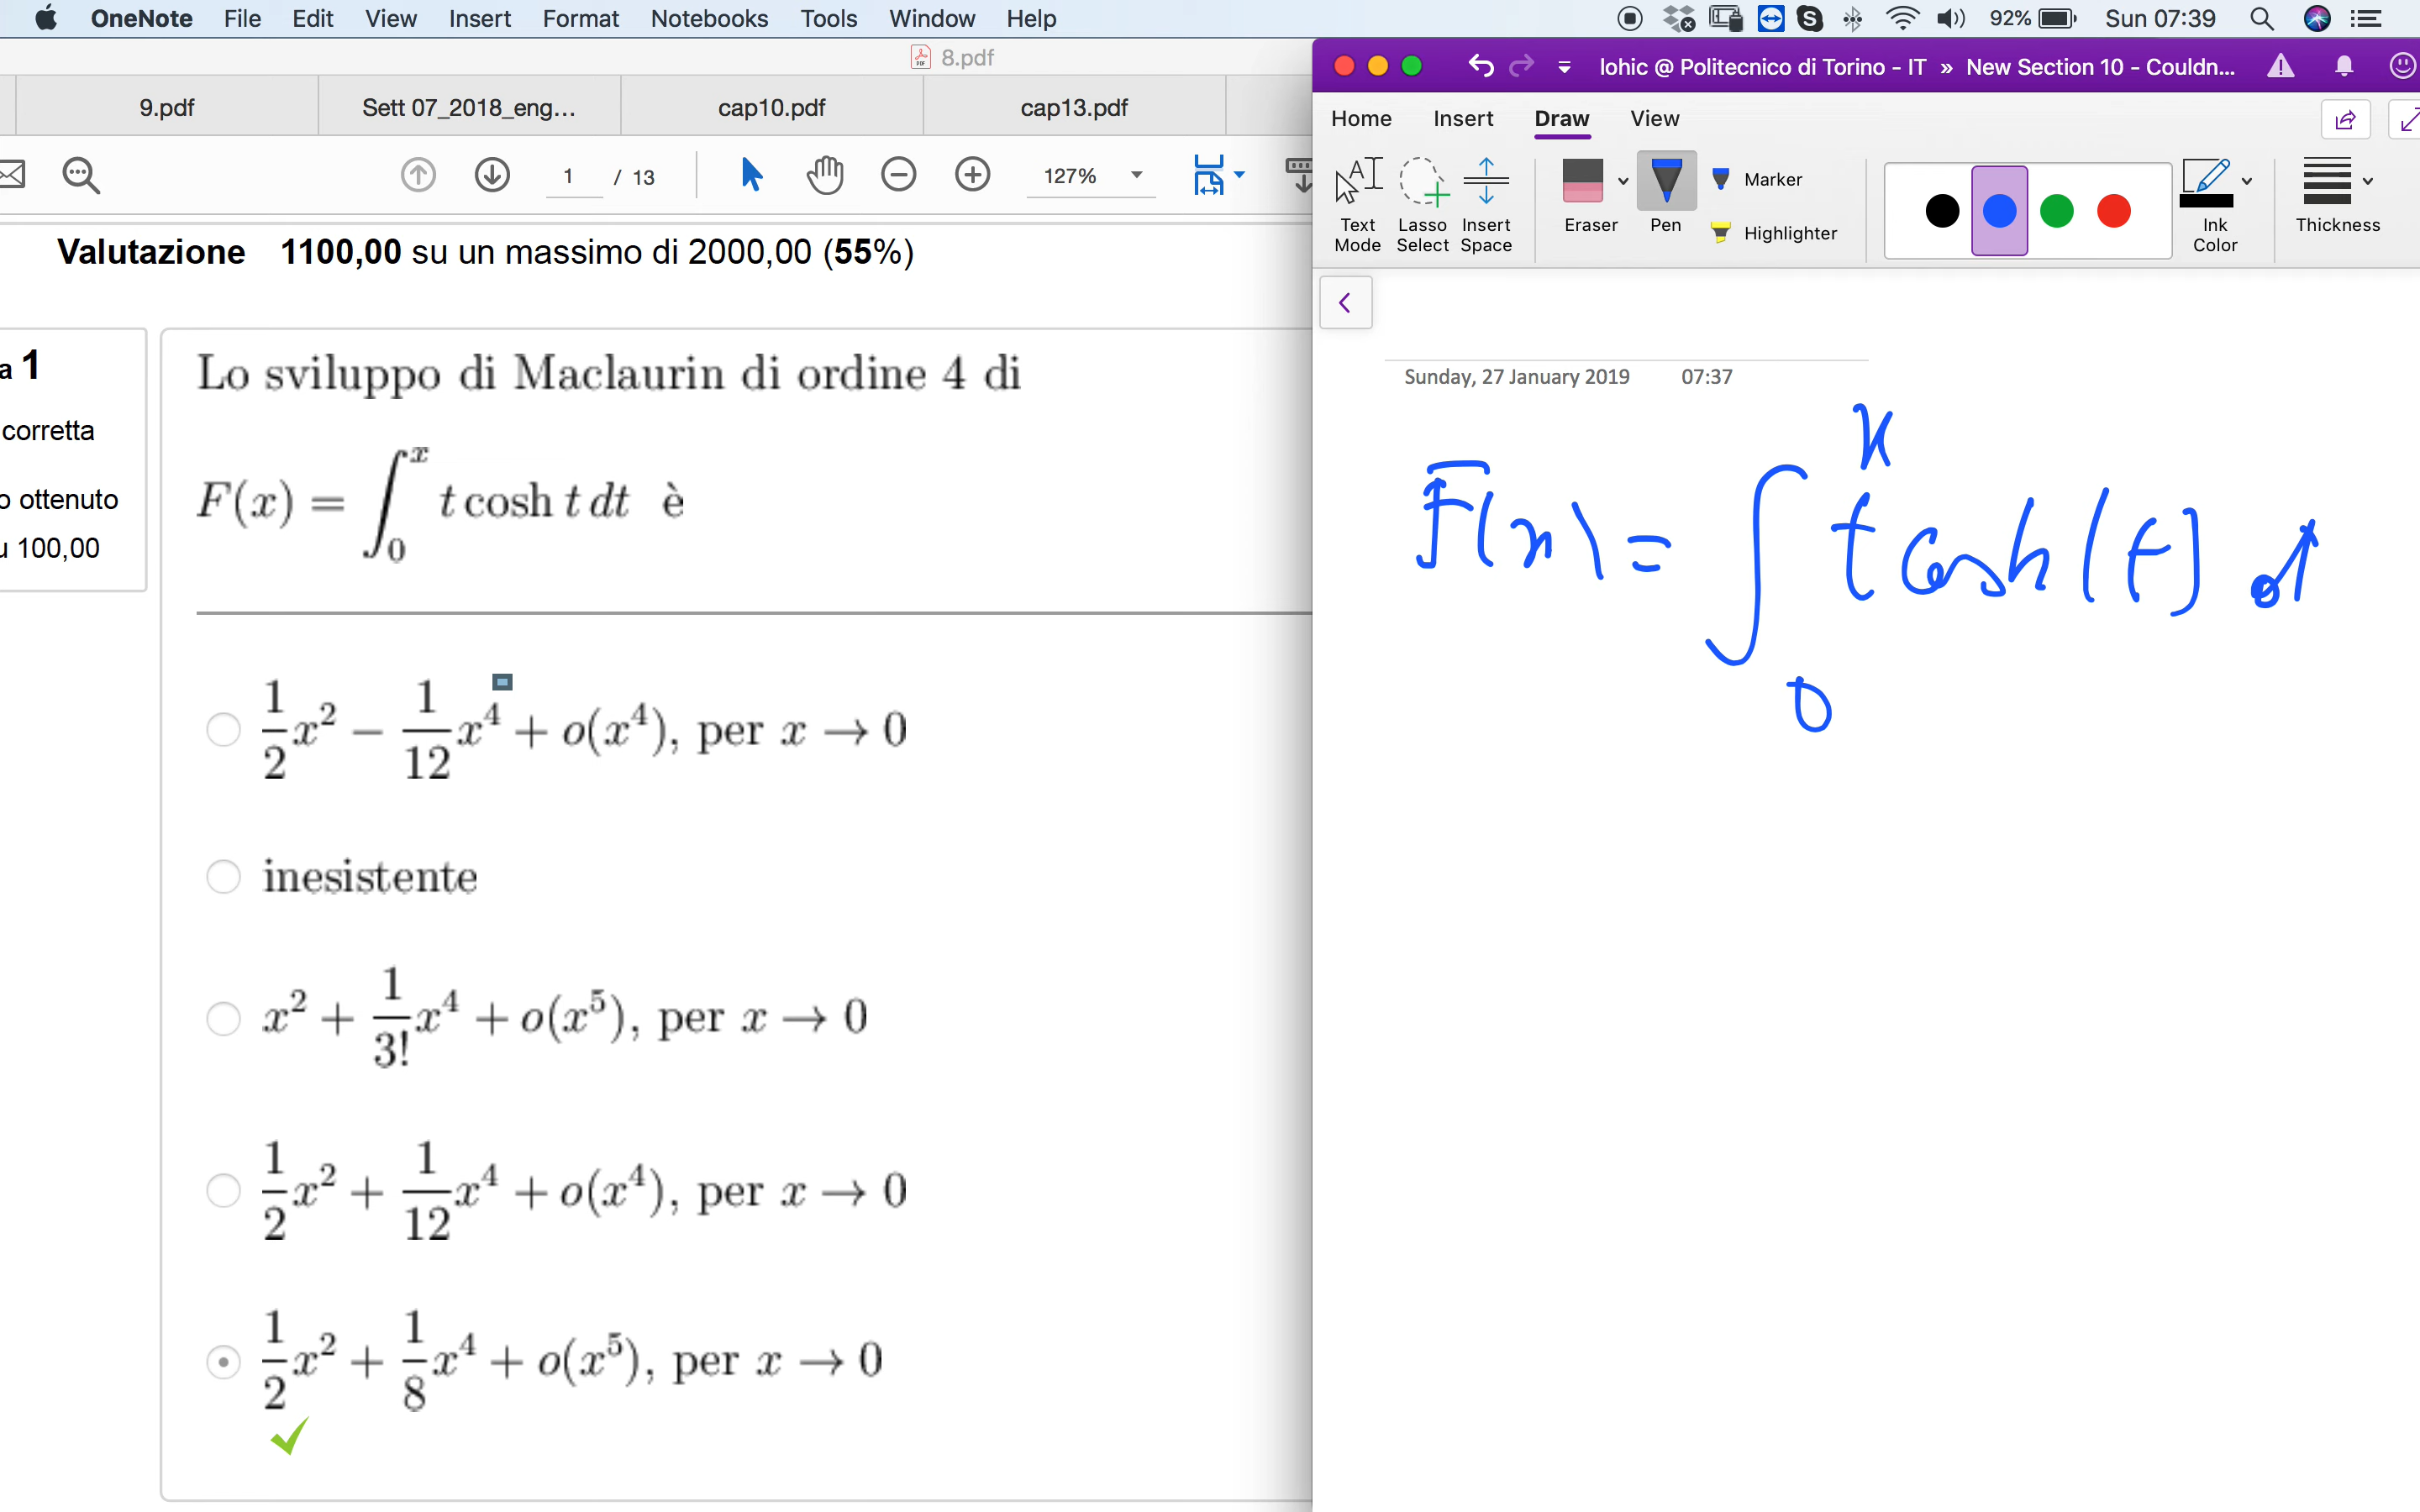 OneNote File Edit View Insert Format Notebooks Tools Window Help 92% Sun 07:39
8.pdf
9.pdf Sett 07_2018_eng... cap10.pdf cap13.pdf
1 / 13 127%
Valutazione 1100,00 su un massimo di 2000,00 (55%)
a 1
corretta
o ottenuto
u 100,00
Lo sviluppo di Maclaurin di ordine 4 di
F(x) = ∫₀ˣ t cosh t dt è
1/2 x² − 1/12 x⁴ + o(x⁴), per x → 0
inesistente
x² + 1/3! x⁴ + o(x⁵), per x → 0
1/2 x² + 1/12 x⁴ + o(x⁴), per x → 0
1/2 x² + 1/8 x⁴ + o(x⁵), per x → 0
lohic @ Politecnico di Torino - IT » New Section 10 - Couldn...
Home Insert Draw View
Text Mode
Lasso Select
Insert Space
Eraser
Pen
Marker
Highlighter
Ink Color
Thickness
Sunday, 27 January 2019 07:37
F(x) = ∫₀ˣ t cosh(t) d